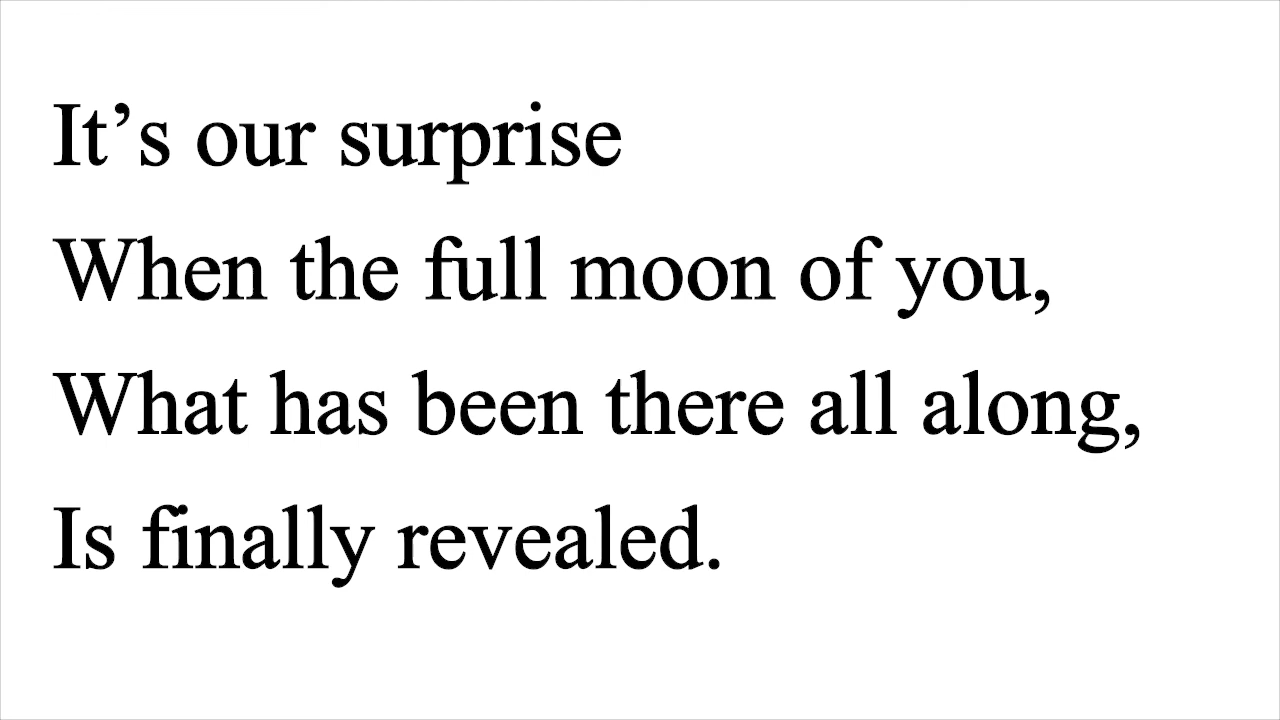 It’s our surprise
When the full moon of you,
What has been there all along,
Is finally revealed.